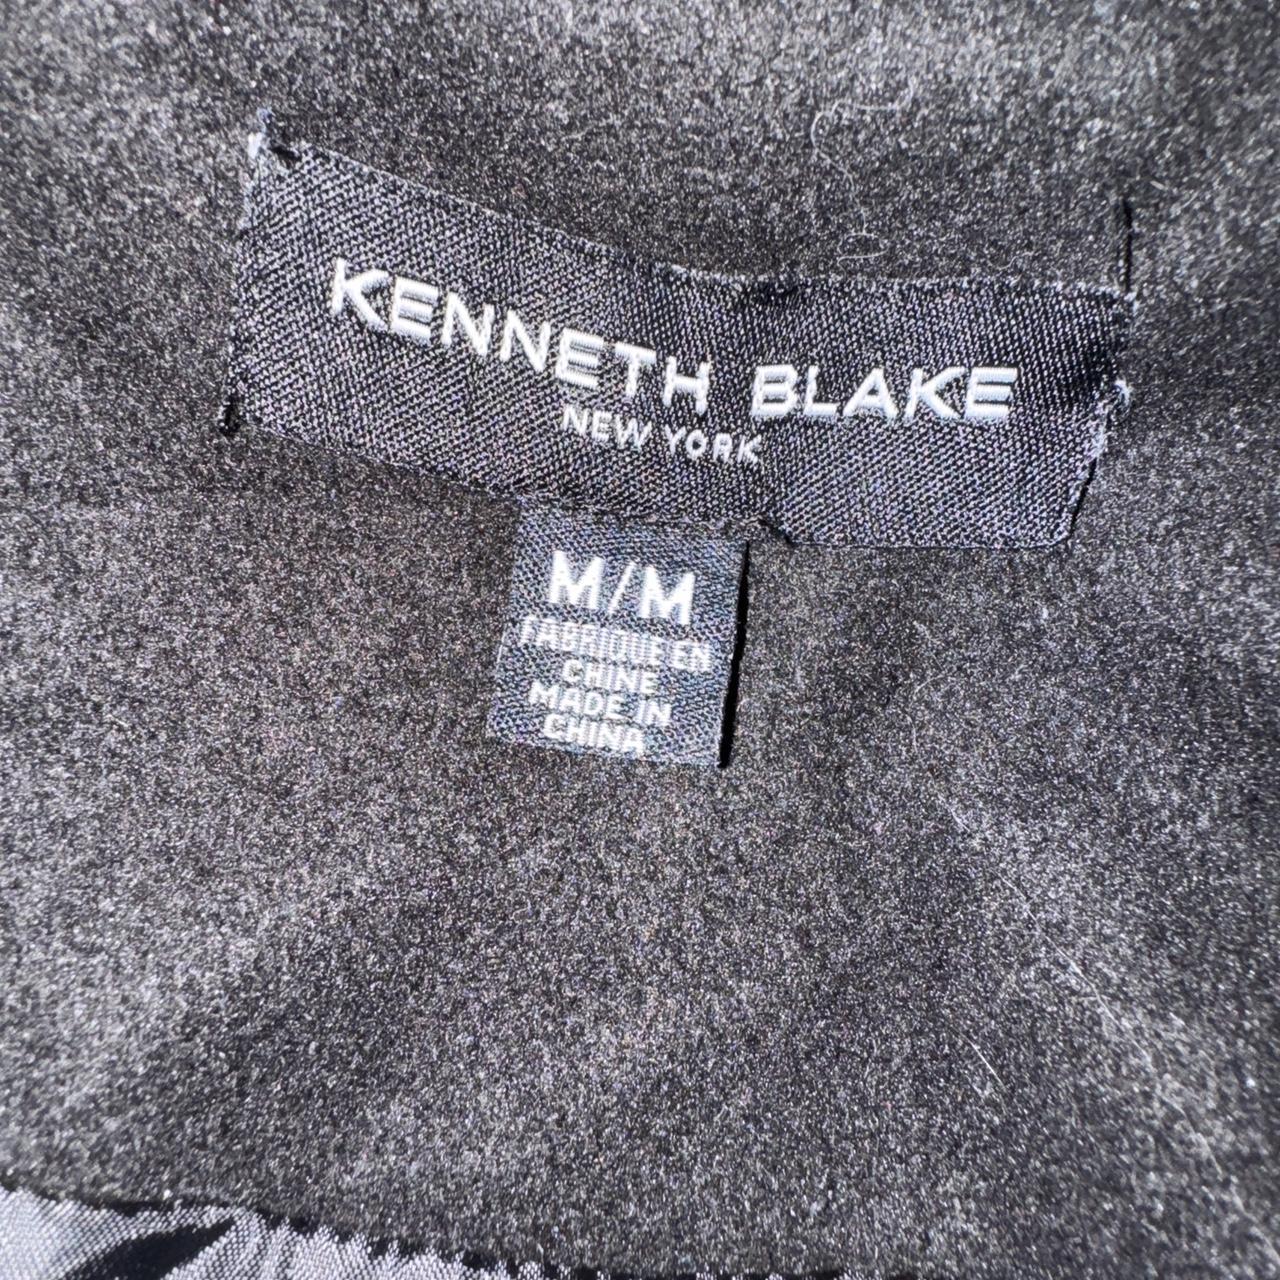 KENNETH BLAKE
NEW YORK
M/M
FABRIQUE EN
CHINE
MADE IN
CHINA